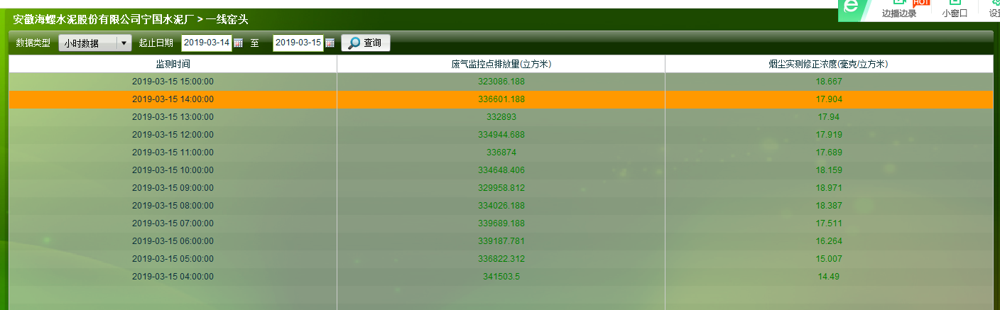 安徽海螺水泥股份有限公司宁国水泥厂 > 一线窑头
HOT
边播边录 小窗口
数据类型 小时数据 起止日期 2019-03-14 至 2019-03-15 查询
监测时间 废气监控点排放量(立方米) 烟尘实测修正浓度(毫克/立方米)
2019-03-15 15:00:00 323086.188 18.667
2019-03-15 14:00:00 336601.188 17.904
2019-03-15 13:00:00 332893 17.94
2019-03-15 12:00:00 334944.688 17.919
2019-03-15 11:00:00 336874 17.689
2019-03-15 10:00:00 334648.406 18.159
2019-03-15 09:00:00 329958.812 18.971
2019-03-15 08:00:00 334026.188 18.387
2019-03-15 07:00:00 339689.188 17.511
2019-03-15 06:00:00 339187.781 16.264
2019-03-15 05:00:00 336822.312 15.007
2019-03-15 04:00:00 341503.5 14.49